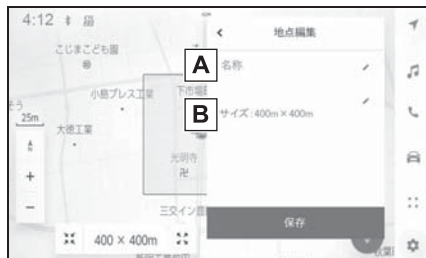 4:12
地点編集
こじまこども園
A
名称
小島プレス工業
下市場
B
サイズ:400m×400m
25m
大徳工業
光明寺
卍
+
三交イン
−
保存
400 × 400m